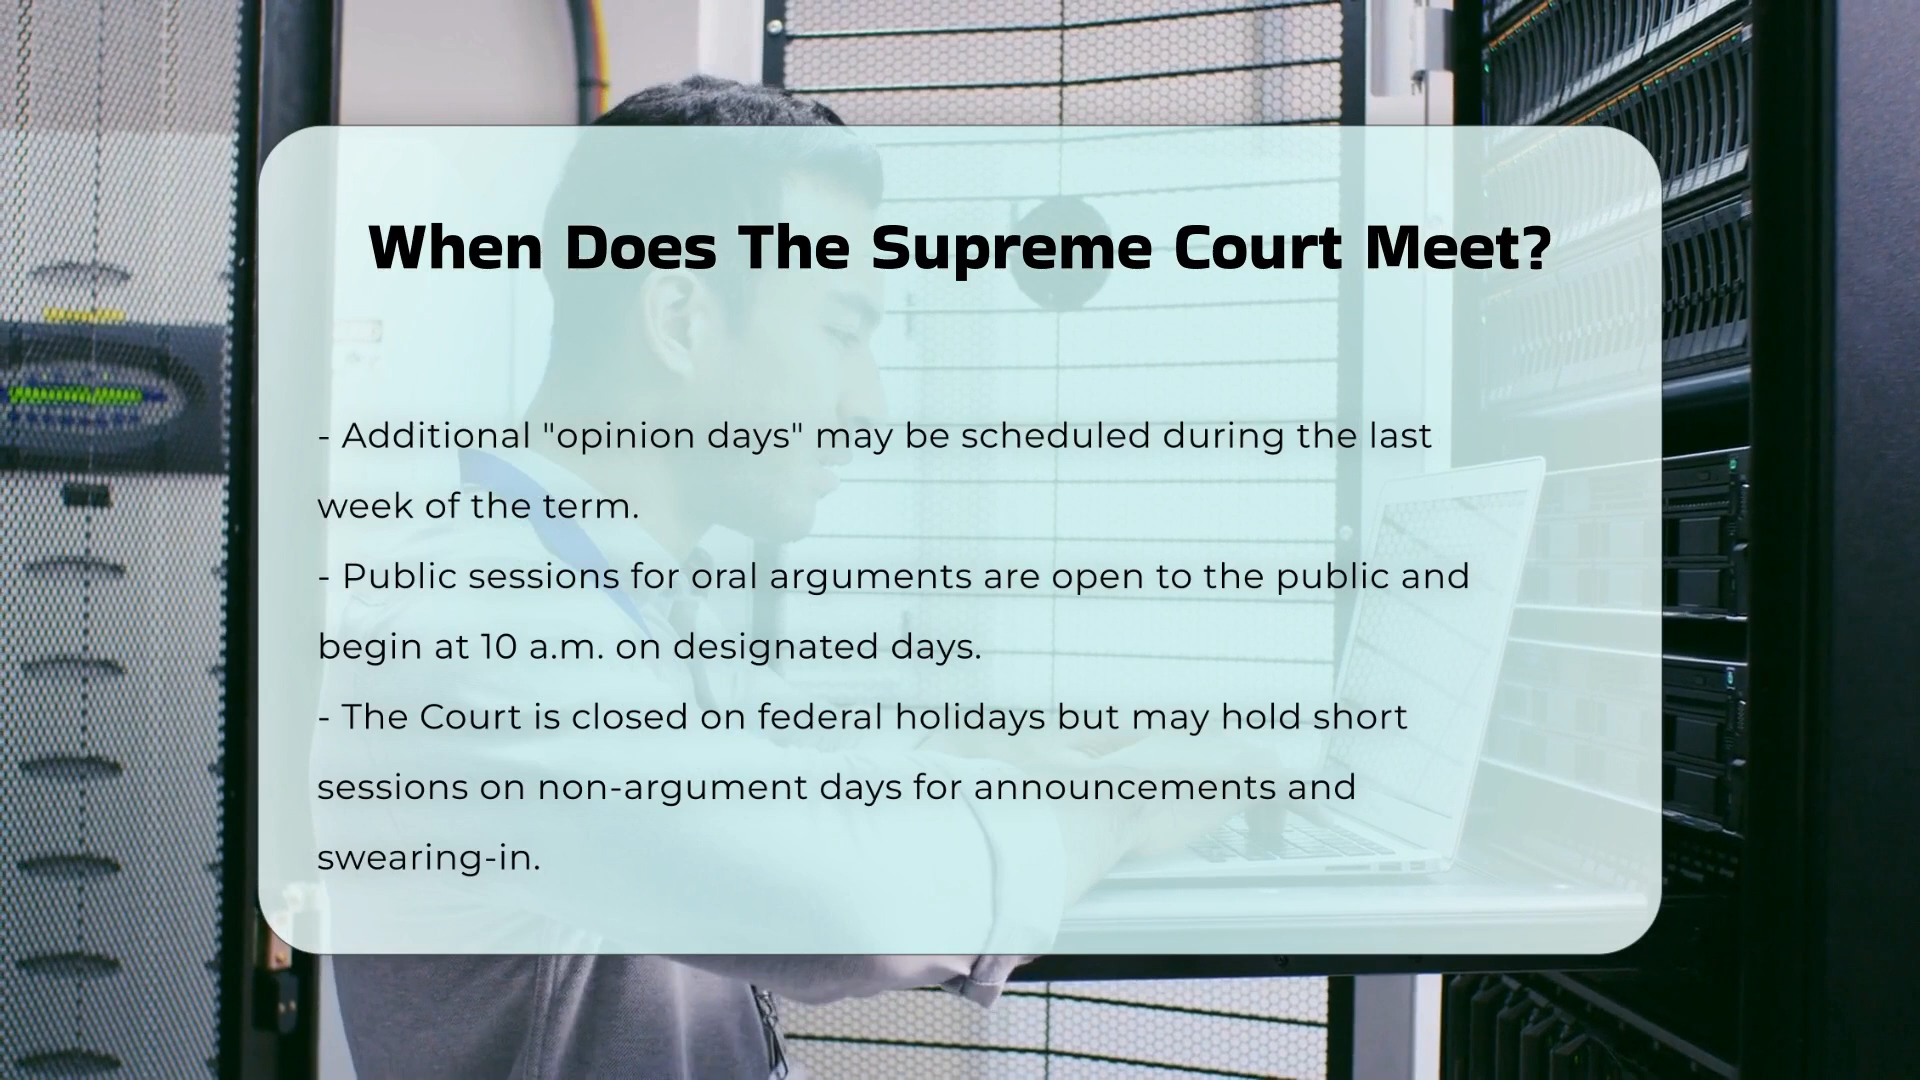 When Does The Supreme Court Meet?
- Additional "opinion days" may be scheduled during the last
week of the term.
- Public sessions for oral arguments are open to the public and
begin at 10 a.m. on designated days.
- The Court is closed on federal holidays but may hold short
sessions on non-argument days for announcements and
swearing-in.